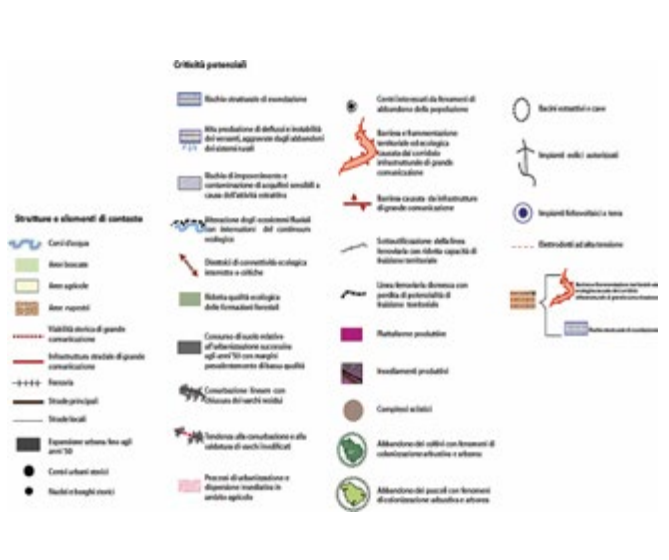 Criticità potenziali
Rischio strutturale di esondazione
Alta produzione di deflussi e instabilità
dei versanti, aggravate dagli abbandoni
dei sistemi rurali
Rischio di impoverimento e
contaminazione di acquiferi sensibili a
causa dell'attività estrattiva
Alterazione degli ecosistemi fluviali
con interruzioni del continuum
ecologico
Direttrici di connettività ecologica
interrotte o critiche
Ridotta qualità ecologica
delle formazioni forestali
Consumo di suolo relativo
all'urbanizzazione successiva
agli anni '50 con margini
prevalentemente di bassa qualità
Conurbazione lineare con
chiusura dei varchi residui
Tendenza alla conurbazione e alla
saldatura di varchi inedificati
Processi di urbanizzazione e
dispersione insediativa in
ambito agricolo
Strutture e elementi di contesto
Corsi d'acqua
Aree boscate
Aree agricole
Aree rupestri
Viabilità storica di grande
comunicazione
Infrastrutture stradali di grande
comunicazione
Ferrovia
Strade principali
Strade locali
Espansione urbana fino agli
anni '50
Centri urbani storici
Nuclei e borghi storici
Centri interessati da fenomeni di
abbandono della popolazione
Barriera e frammentazione
territoriale ed ecologica
causata dai corridoi
infrastrutturale di grande
comunicazione
Barriera causata da infrastrutture
di grande comunicazione
Sottoutilizzazione della linea
ferroviaria con ridotta capacità di
fruizione territoriale
Linea ferroviaria dismessa con
perdita di potenzialità di
fruizione territoriale
Piattaforme produttive
Insediamenti produttivi
Complessi sciistici
Abbandono dei coltivi con fenomeni di
colonizzazione arbustiva e arborea
Abbandono dei pascoli con fenomeni
di colonizzazione arbustiva e arborea
Bacini estrattivi e cave
Impianti eolici autorizzati
Impianti fotovoltaici a terra
Elettrodotti ad alta tensione